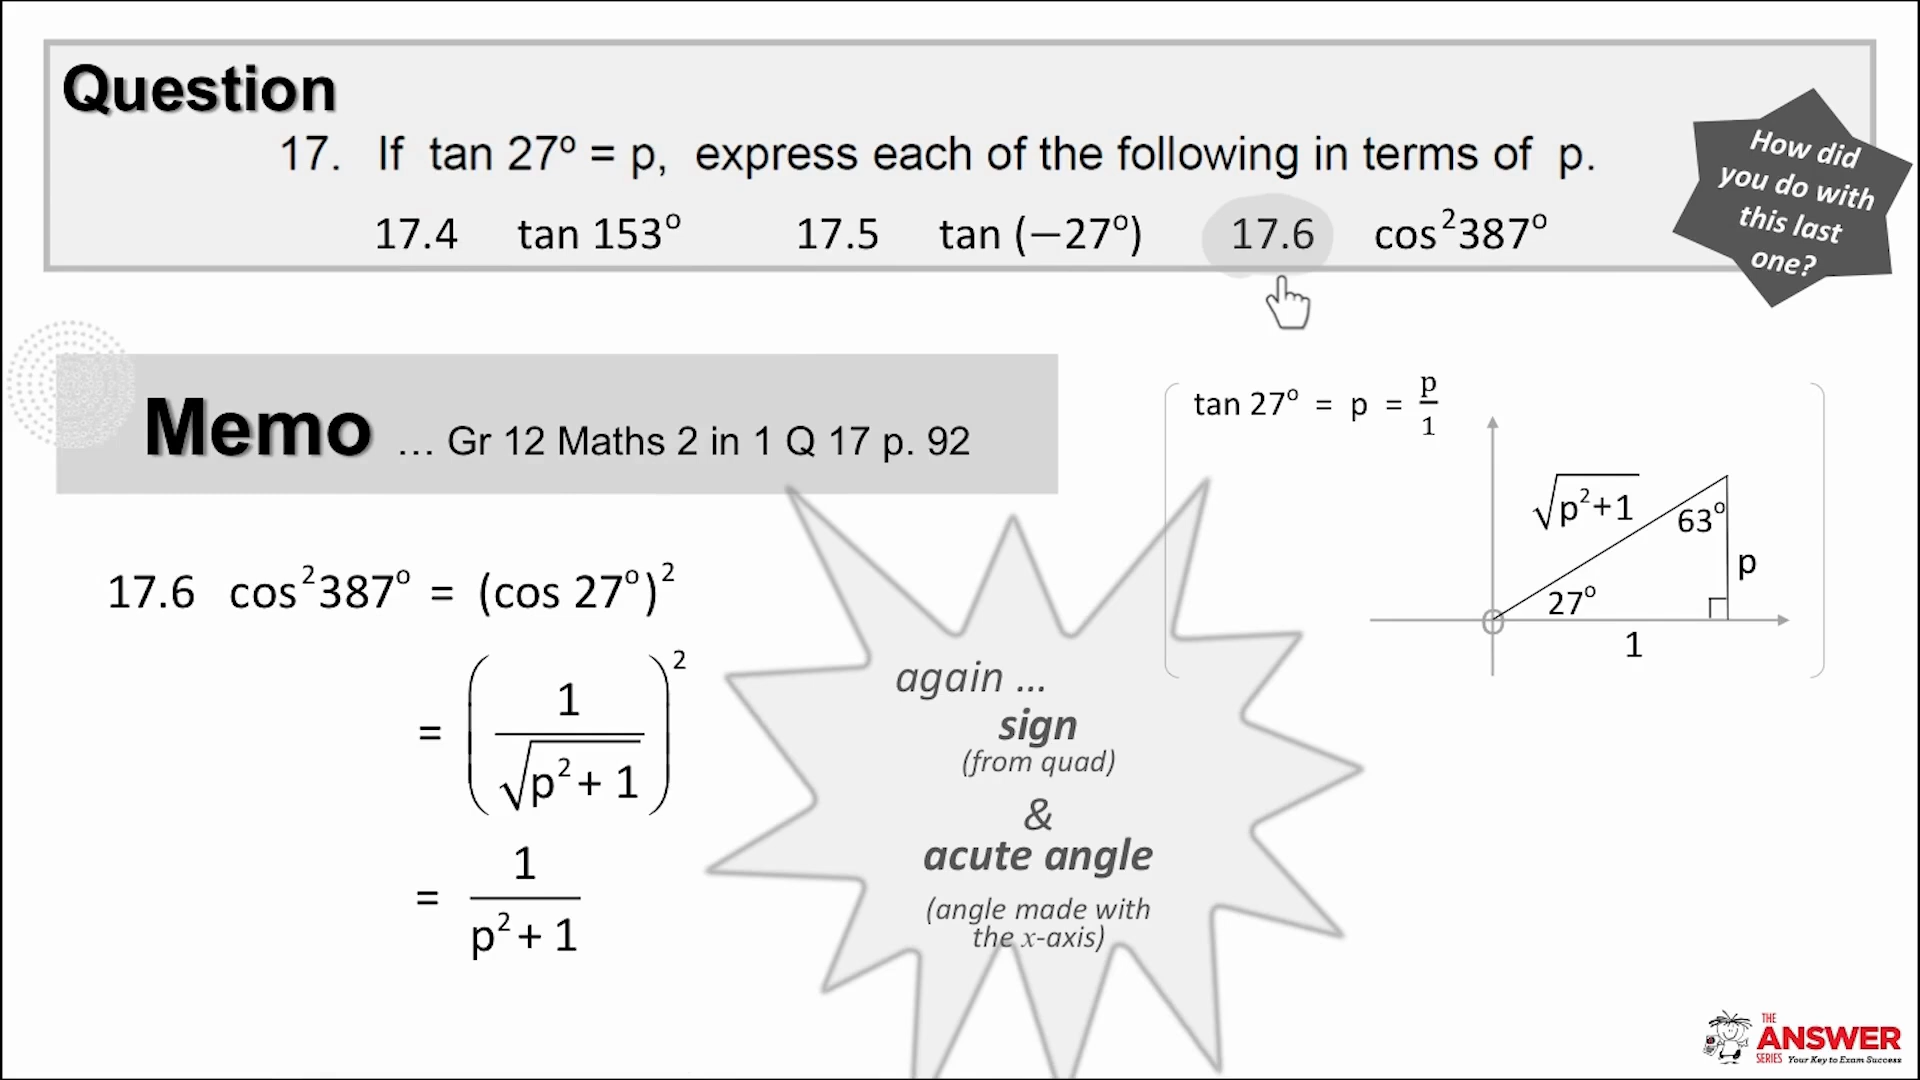 Question
17. If tan 27° = p, express each of the following in terms of p.
17.4 tan 153° 17.5 tan (−27°) 17.6 cos²387°
How did
you do with
this last
one?
Memo ... Gr 12 Maths 2 in 1 Q 17 p. 92
tan 27° = p = p/1
√(p²+1)
63°
p
27°
1
17.6 cos²387° = (cos 27°)²
= (1/√(p² + 1))²
= 1/(p² + 1)
again ...
sign
(from quad)
&
acute angle
(angle made with
the x-axis)
THE
ANSWER
SERIES Your Key to Exam Success